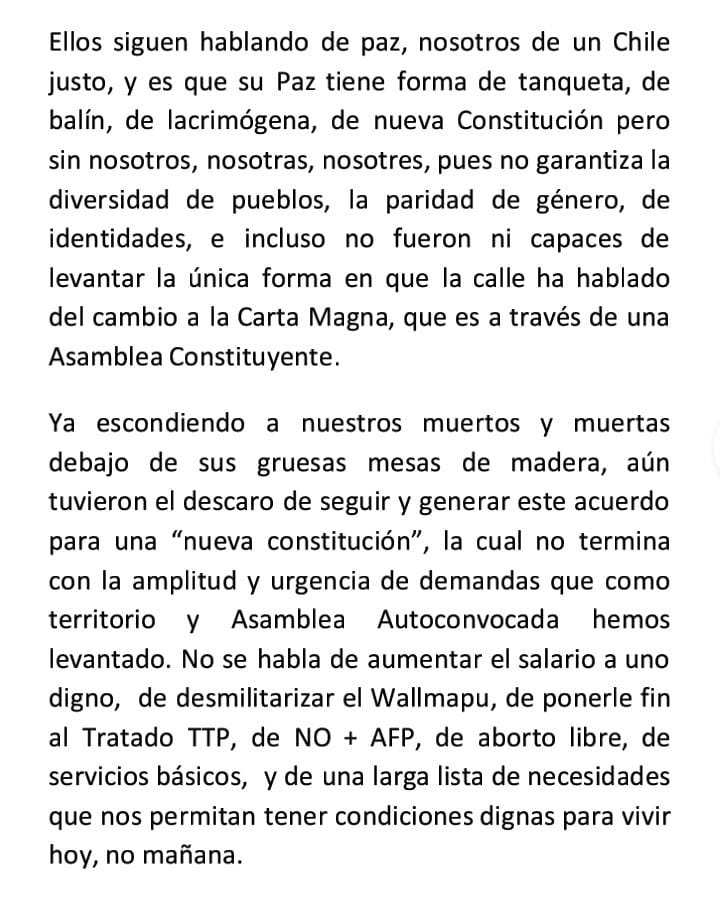 Ellos siguen hablando de paz, nosotros de un Chile
justo, y es que su Paz tiene forma de tanqueta, de
balín, de lacrimógena, de nueva Constitución pero
sin nosotros, nosotras, nosotres, pues no garantiza la
diversidad de pueblos, la paridad de género, de
identidades, e incluso no fueron ni capaces de
levantar la única forma en que la calle ha hablado
del cambio a la Carta Magna, que es a través de una
Asamblea Constituyente.
Ya escondiendo a nuestros muertos y muertas
debajo de sus gruesas mesas de madera, aún
tuvieron el descaro de seguir y generar este acuerdo
para una “nueva constitución”, la cual no termina
con la amplitud y urgencia de demandas que como
territorio y Asamblea Autoconvocada hemos
levantado. No se habla de aumentar el salario a uno
digno, de desmilitarizar el Wallmapu, de ponerle fin
al Tratado TTP, de NO + AFP, de aborto libre, de
servicios básicos, y de una larga lista de necesidades
que nos permitan tener condiciones dignas para vivir
hoy, no mañana.